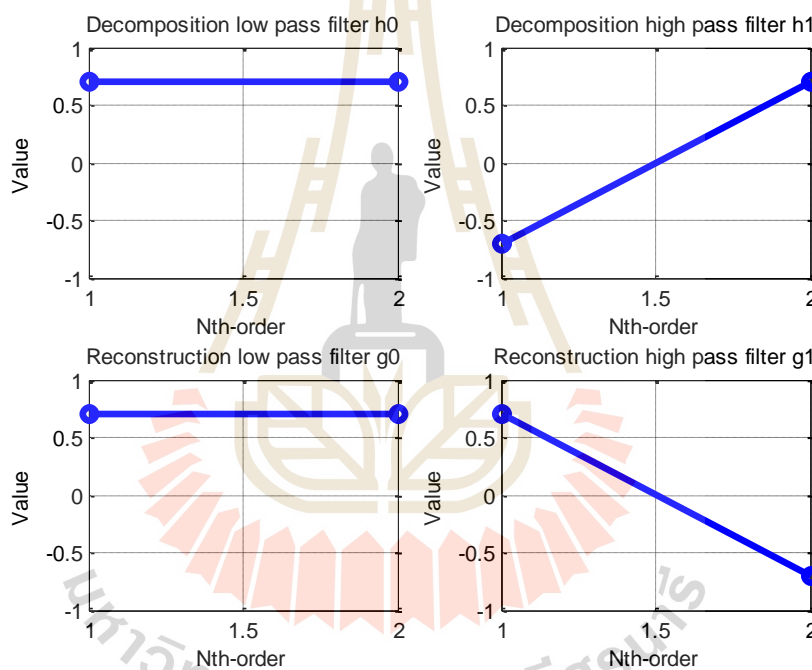 Decomposition low pass filter h0
1
0.5
0
-0.5
-1
Value
1 1.5 2
Nth-order
Decomposition high pass filter h1
1
0.5
0
-0.5
-1
Value
1 1.5 2
Nth-order
Reconstruction low pass filter g0
1
0.5
0
-0.5
-1
Value
1 1.5 2
Nth-order
Reconstruction high pass filter g1
1
0.5
0
-0.5
-1
Value
1 1.5 2
Nth-order